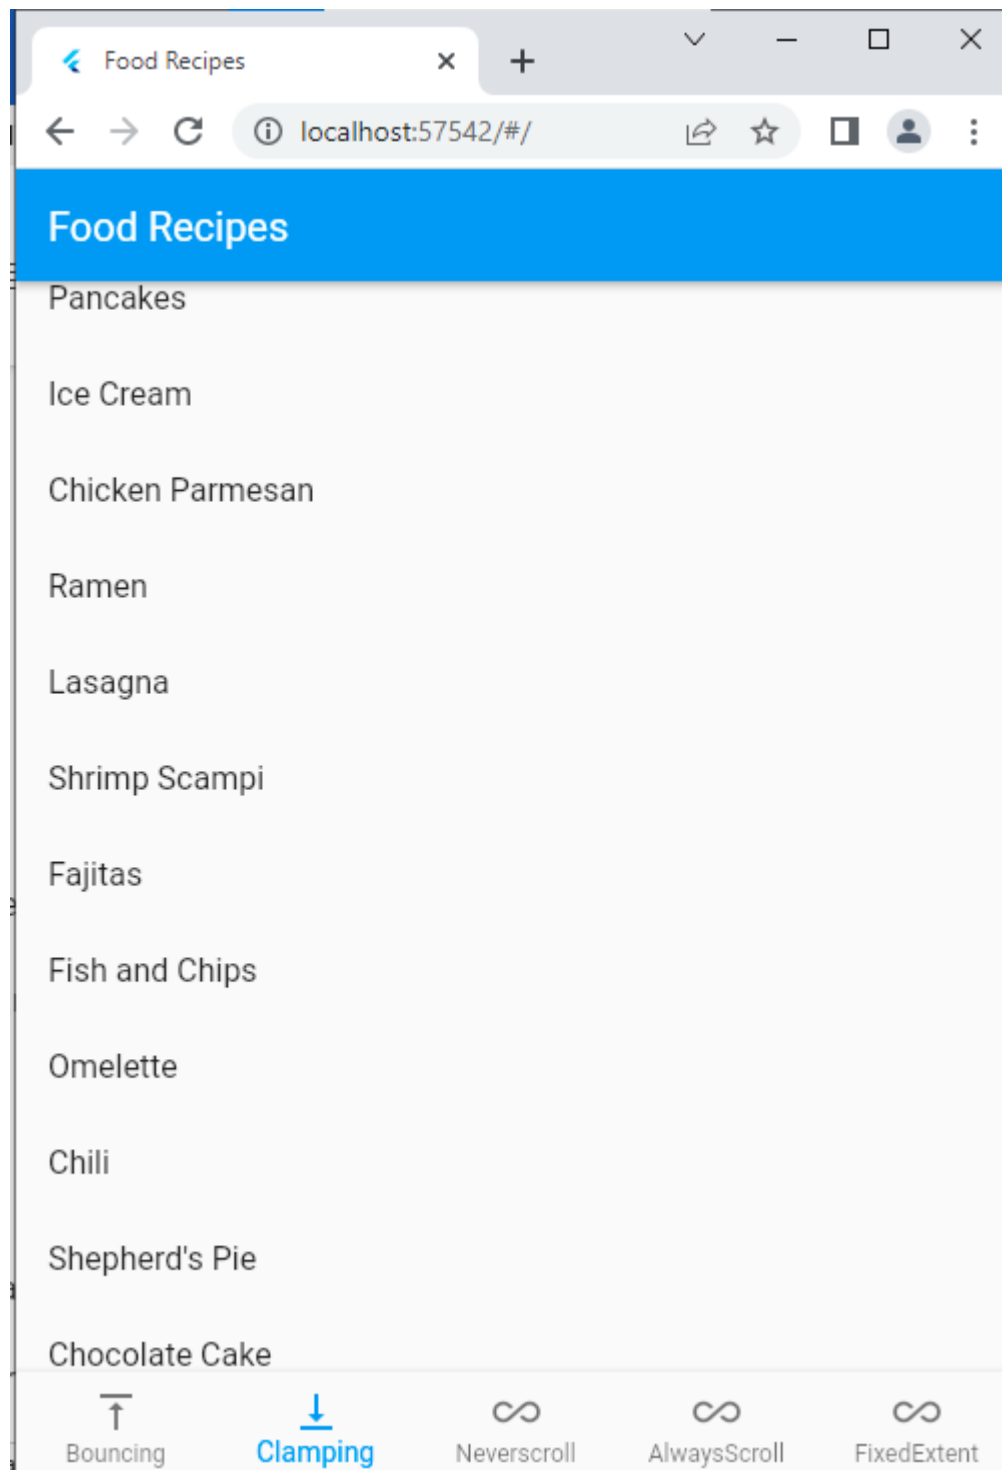 Food Recipes
localhost:57542/#/
Food Recipes
Pancakes
Ice Cream
Chicken Parmesan
Ramen
Lasagna
Shrimp Scampi
Fajitas
Fish and Chips
Omelette
Chili
Shepherd's Pie
Chocolate Cake
Bouncing Clamping Neverscroll AlwaysScroll FixedExtent